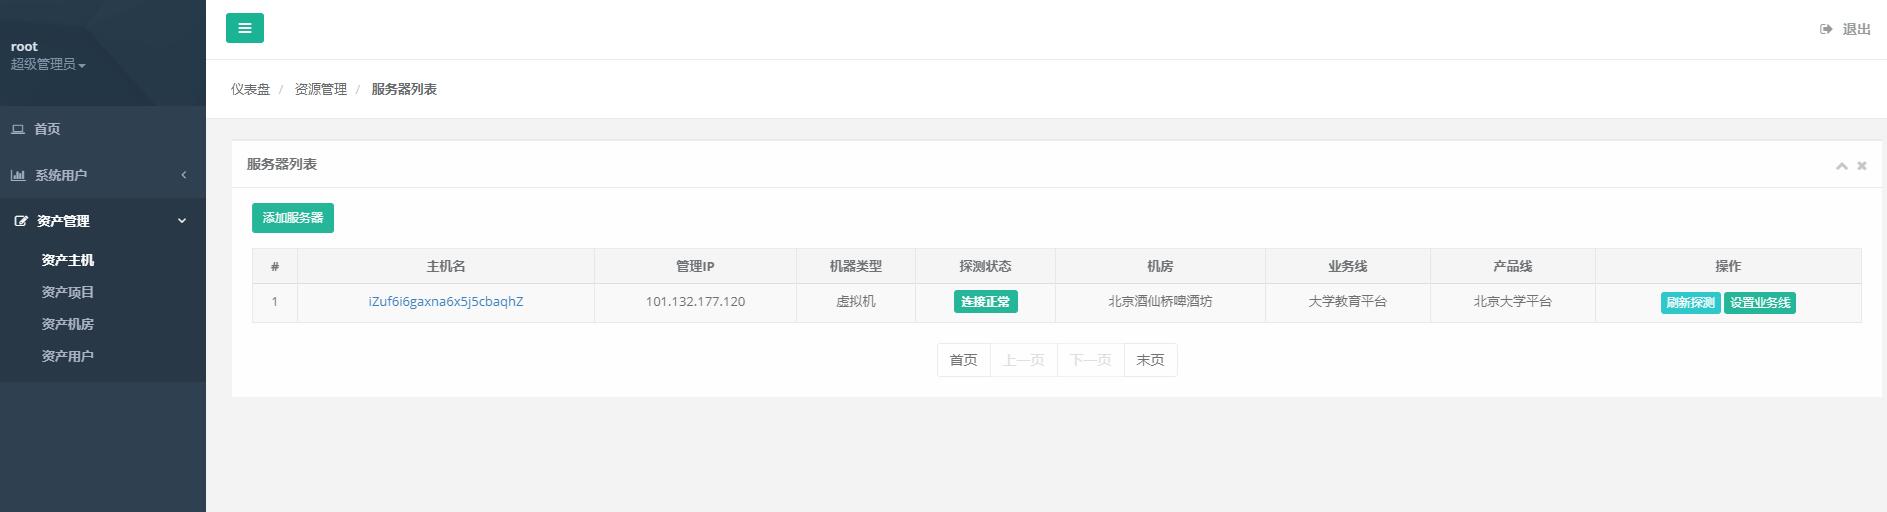 root
超级管理员
首页
系统用户
资产管理
资产主机
资产项目
资产机房
资产用户
退出
仪表盘 / 资源管理 / 服务器列表
服务器列表
添加服务器
# 主机名 管理IP 机器类型 探测状态 机房 业务线 产品线 操作
1 iZuf6i6gaxna6x5j5cbaqhZ 101.132.177.120 虚拟机 连接正常 北京酒仙桥啤酒坊 大学教育平台 北京大学平台 刷新探测 设置业务线
首页 上一页 下一页 末页